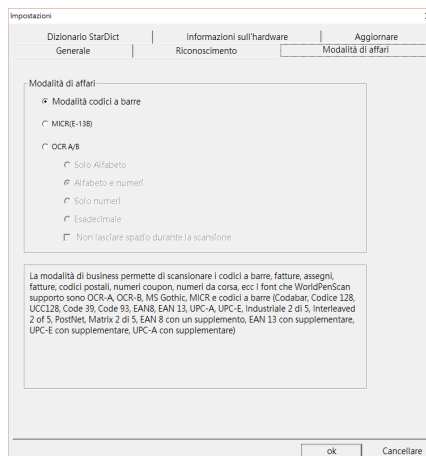 Impostazioni
Dizionario StarDict
Informazioni sull'hardware
Aggiornare
Generale
Riconoscimento
Modalità di affari
Modalità di affari
Modalità codici a barre
MICR(E-13B)
OCR A/B
Solo Alfabeto
Alfabeto e numeri
Solo numeri
Esadecimale
Non lasciare spazio durante la scansione
La modalità di business permette di scansionare i codici a barre, fatture, assegni,
fatture, codici postali, numeri coupon, numeri da corsa, ecc I font che WorldPenScan
supporto sono OCR-A, OCR-B, MS Gothic, MICR e codici a barre (Codabar, Codice 128,
UCC128, Code 39, Code 93, EAN8, EAN 13, UPC-A, UPC-E, Industriale 2 di 5, Interleaved
2 of 5, PostNet, Matrix 2 di 5, EAN 8 con un supplemento, EAN 13 con supplementare,
UPC-E con supplementare, UPC-A con supplementare)
ok
Cancellare